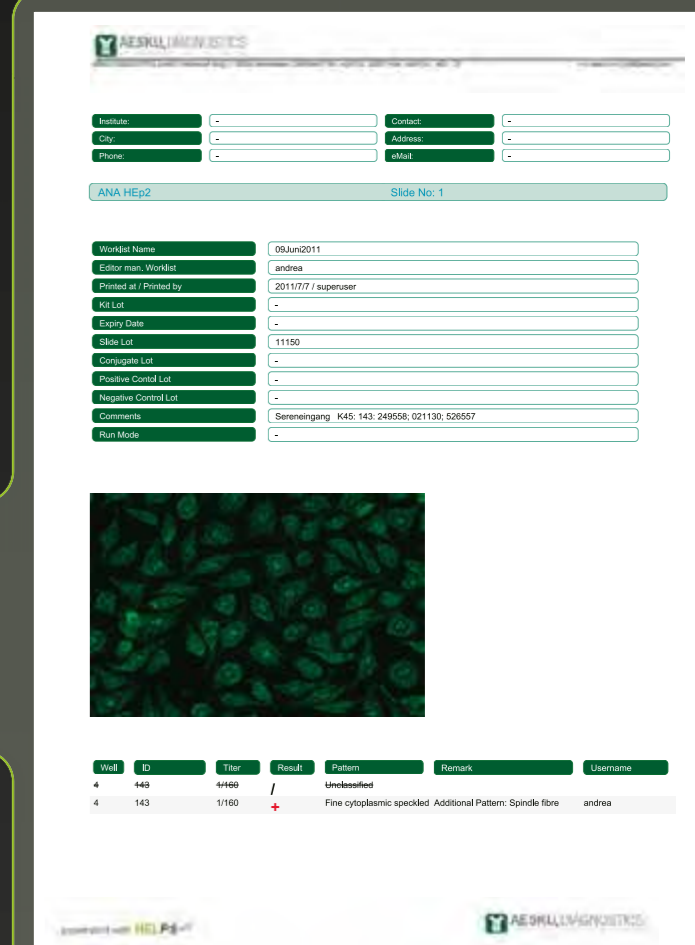 AESKU.DIAGNOSTICS
Institute: - Contact: -
City: - Address: -
Phone: - eMail: -
ANA HEp2 Slide No: 1
Worklist Name 09Juni2011
Editor man. Worklist andrea
Printed at / Printed by 2011/7/7 / superuser
Kit Lot -
Expiry Date -
Slide Lot 11150
Conjugate Lot -
Positive Contol Lot -
Negative Control Lot -
Comments Sereneingang K45: 143: 249558; 021130; 526557
Run Mode -
Well ID Titer Result Pattern Remark Username
4 143 1/160 / Unclassified
4 143 1/160 + Fine cytoplasmic speckled Additional Pattern: Spindle fibre andrea
HELPS
AESKU.DIAGNOSTICS